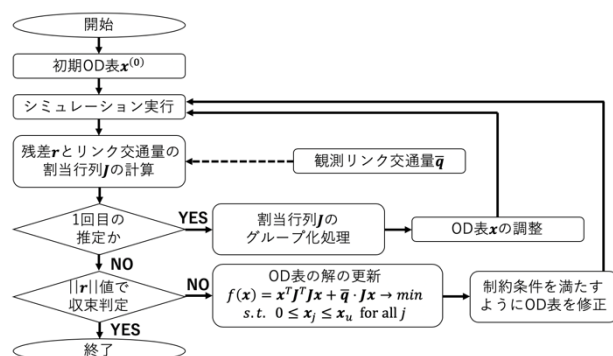 開始
初期OD表x⁽⁰⁾
シミュレーション実行
残差rとリンク交通量の
割当行列Jの計算
観測リンク交通量q̅
1回目の
推定か
YES
割当行列Jの
グループ化処理
OD表xの調整
NO
||r||値で
収束判定
NO
OD表の解の更新
f(x) = xᵀJᵀJx + q̅ · Jx → min
s.t. 0 ≤ xⱼ ≤ xᵤ for all j
制約条件を満たす
ようにOD表を修正
YES
終了